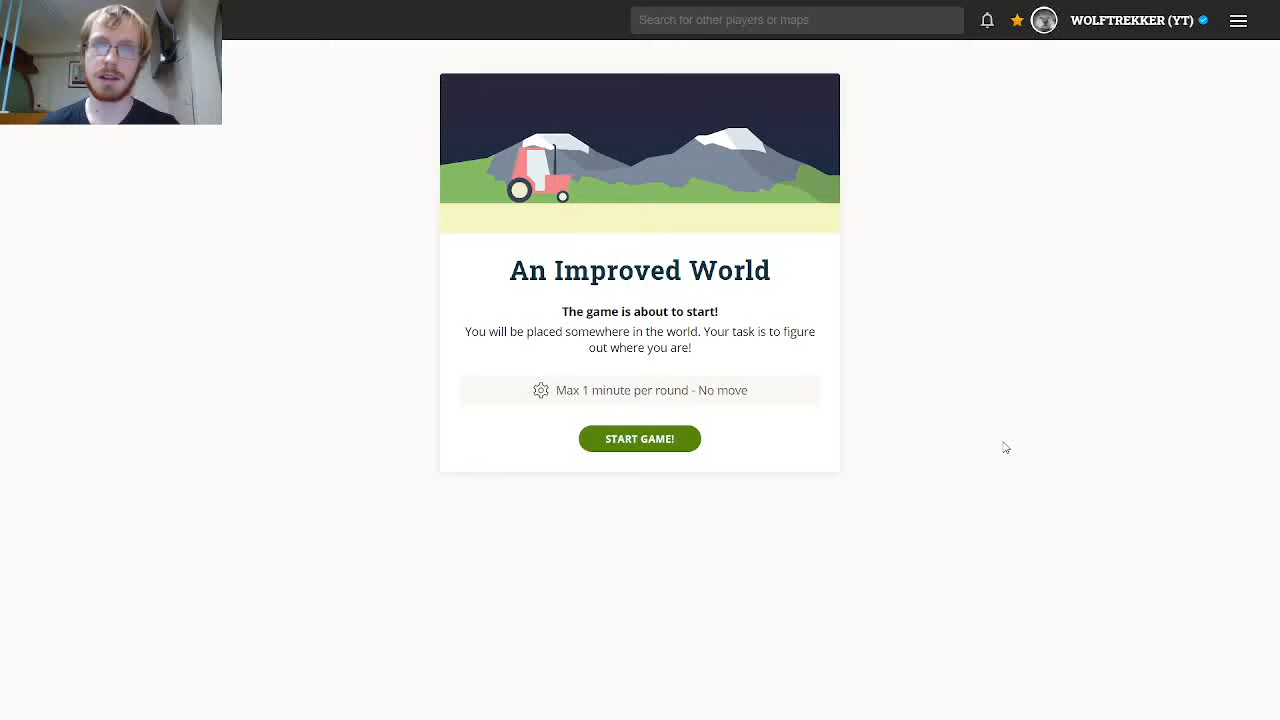 Search for other players or maps
WOLFTREKKER (YT)
An Improved World
The game is about to start!
You will be placed somewhere in the world. Your task is to figure
out where you are!
Max 1 minute per round - No move
START GAME!